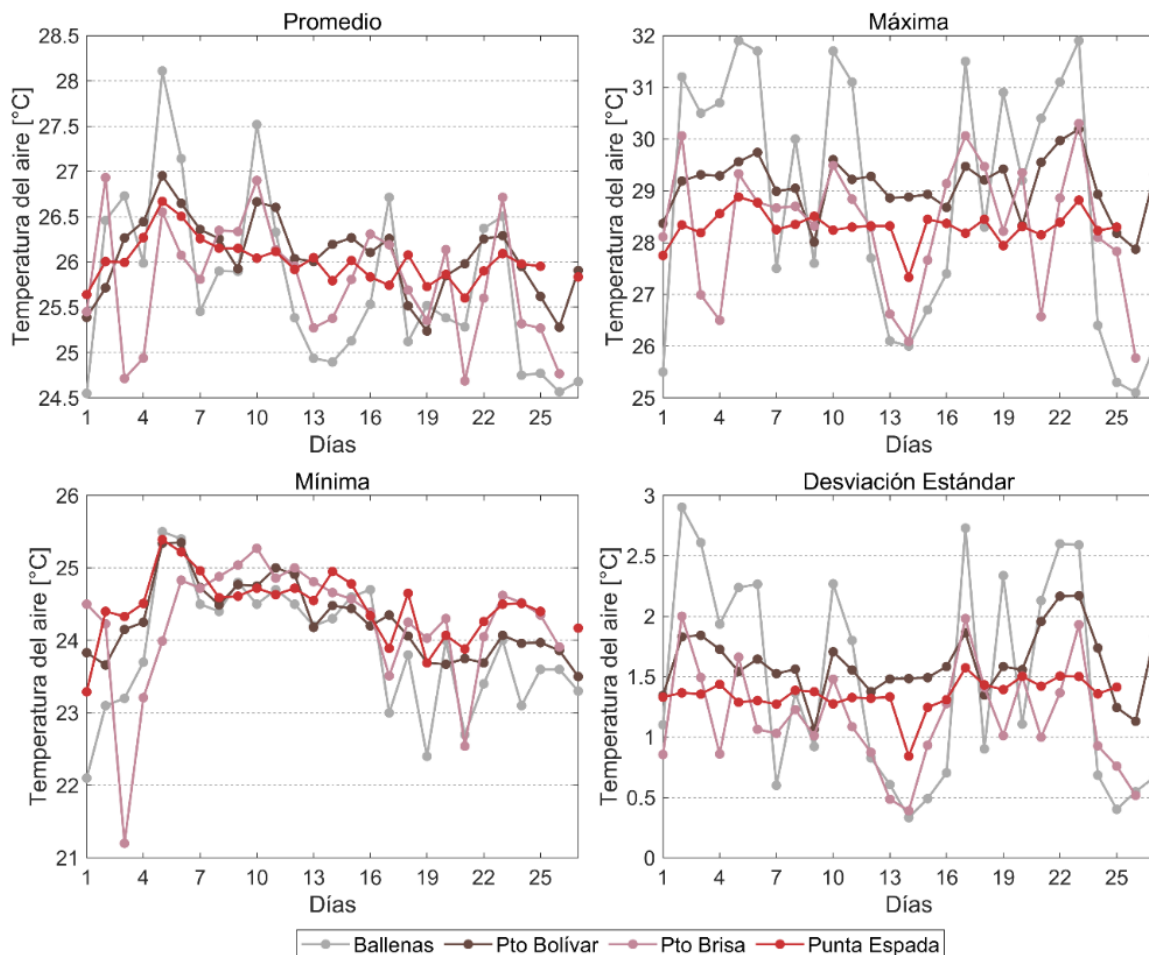 Promedio
Temperatura del aire [°C]
28.5
28
27.5
27
26.5
26
25.5
25
24.5
1 4 7 10 13 16 19 22 25
Días
Máxima
Temperatura del aire [°C]
32
31
30
29
28
27
26
25
1 4 7 10 13 16 19 22 25
Días
Mínima
Temperatura del aire [°C]
26
25
24
23
22
21
1 4 7 10 13 16 19 22 25
Días
Desviación Estándar
Temperatura del aire [°C]
3
2.5
2
1.5
1
0.5
0
1 4 7 10 13 16 19 22 25
Días
Ballenas Pto Bolívar Pto Brisa Punta Espada